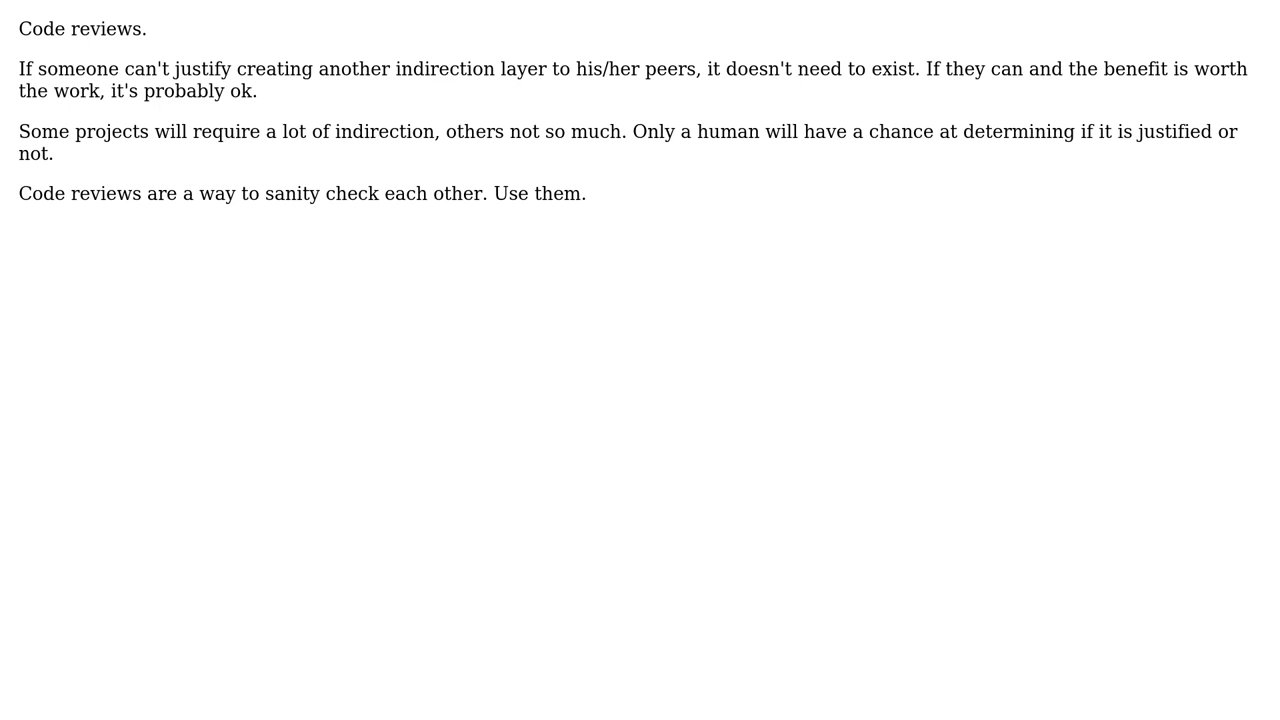 Code reviews.
If someone can't justify creating another indirection layer to his/her peers, it doesn't need to exist. If they can and the benefit is worth
the work, it's probably ok.
Some projects will require a lot of indirection, others not so much. Only a human will have a chance at determining if it is justified or
not.
Code reviews are a way to sanity check each other. Use them.